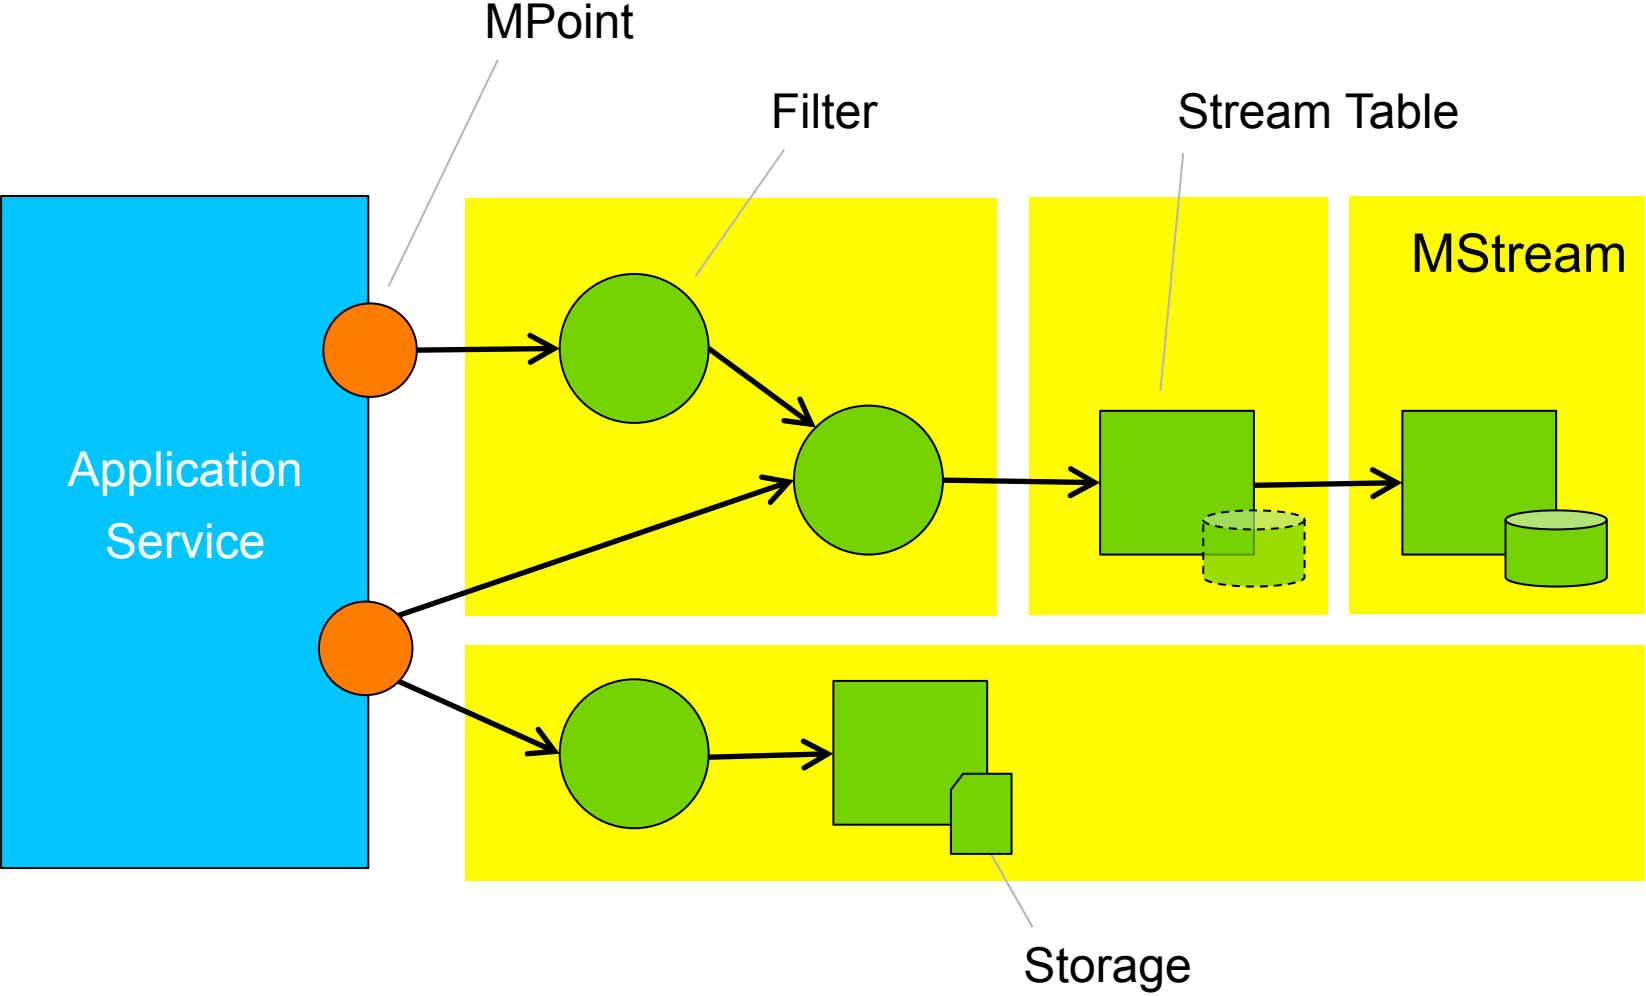 MPoint
Filter
Stream Table
MStream
Application
Service
Storage